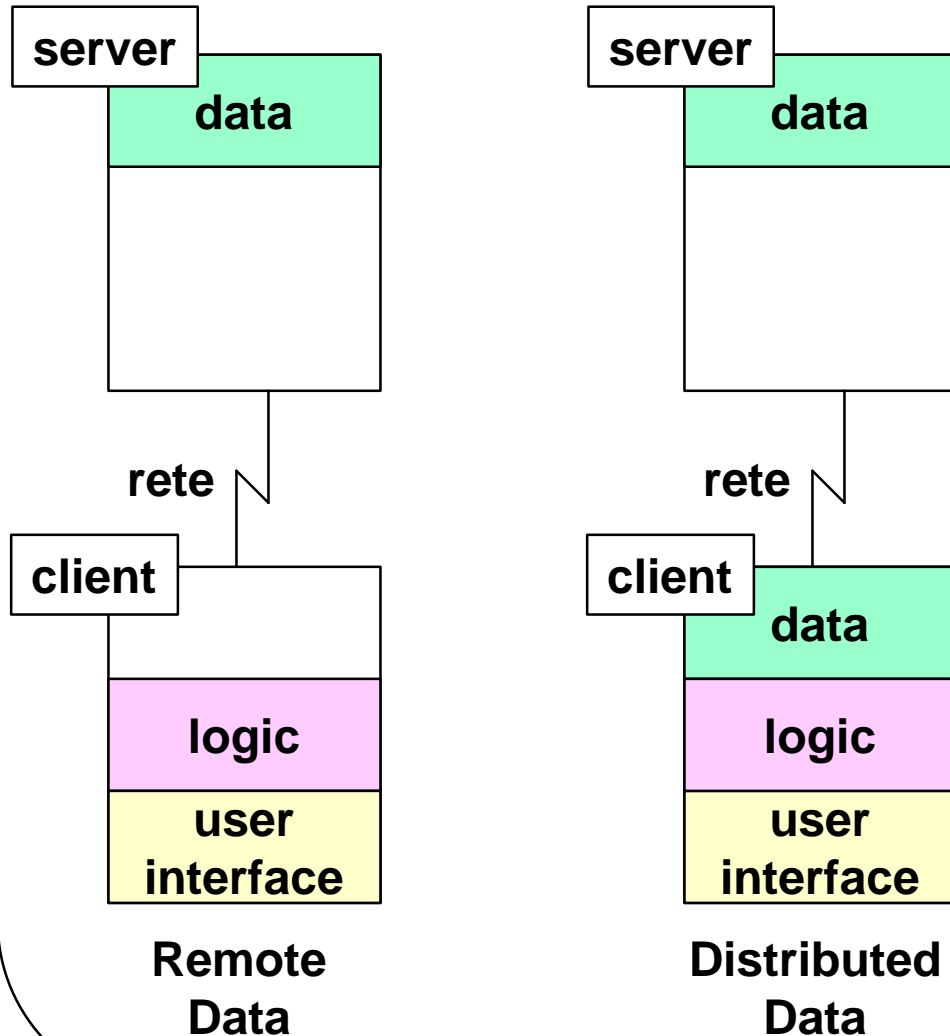 server
data
rete
client
logic
user
interface
Remote
Data
server
data
rete
client
data
logic
user
interface
Distributed
Data